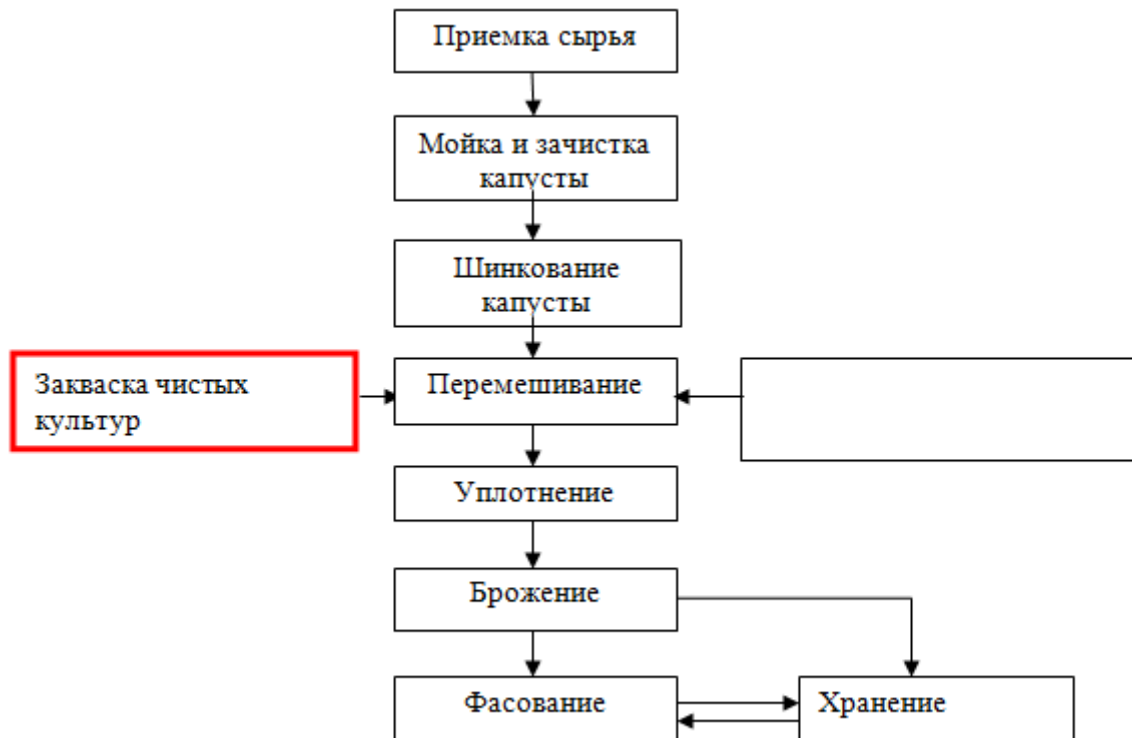 Приемка сырья
Мойка и зачистка
капусты
Шинкование
капусты
Закваска чистых
культур
Перемешивание
Уплотнение
Брожение
Фасование
Хранение